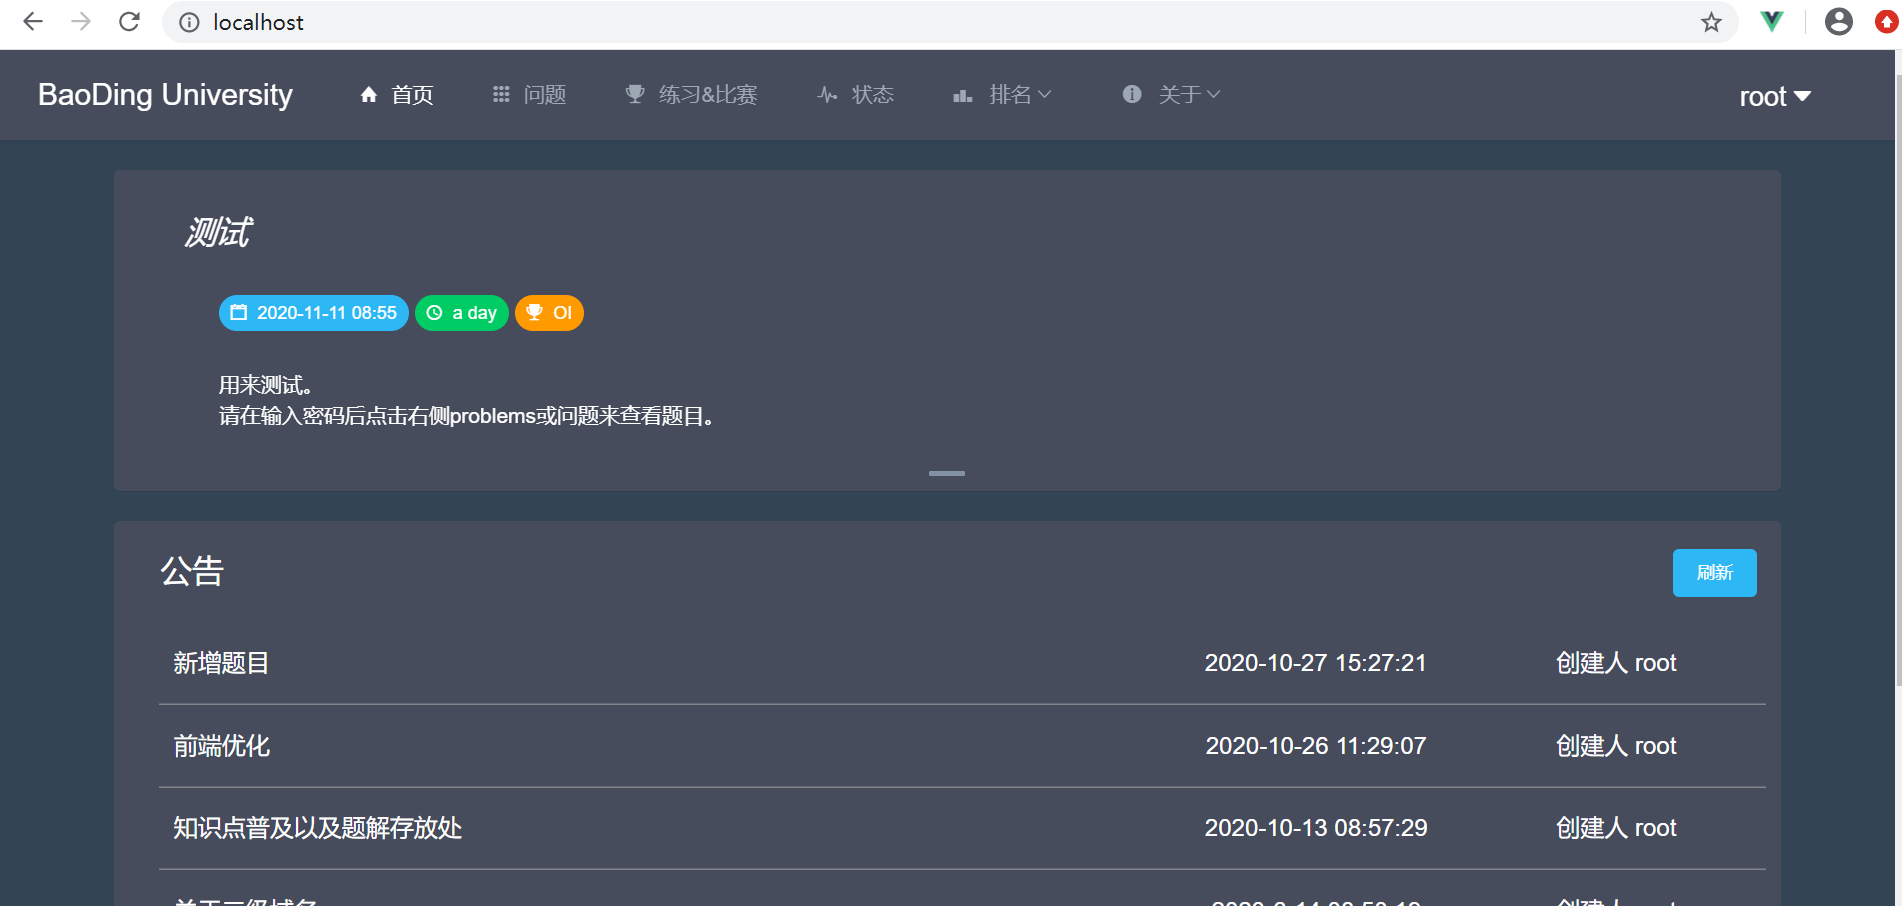 localhost
BaoDing University 首页 问题 练习&比赛 状态 排名 关于 root
测试
2020-11-11 08:55 a day OI
用来测试。
请在输入密码后点击右侧problems或问题来查看题目。
公告 刷新
新增题目 2020-10-27 15:27:21 创建人 root
前端优化 2020-10-26 11:29:07 创建人 root
知识点普及以及题解存放处 2020-10-13 08:57:29 创建人 root
创建人